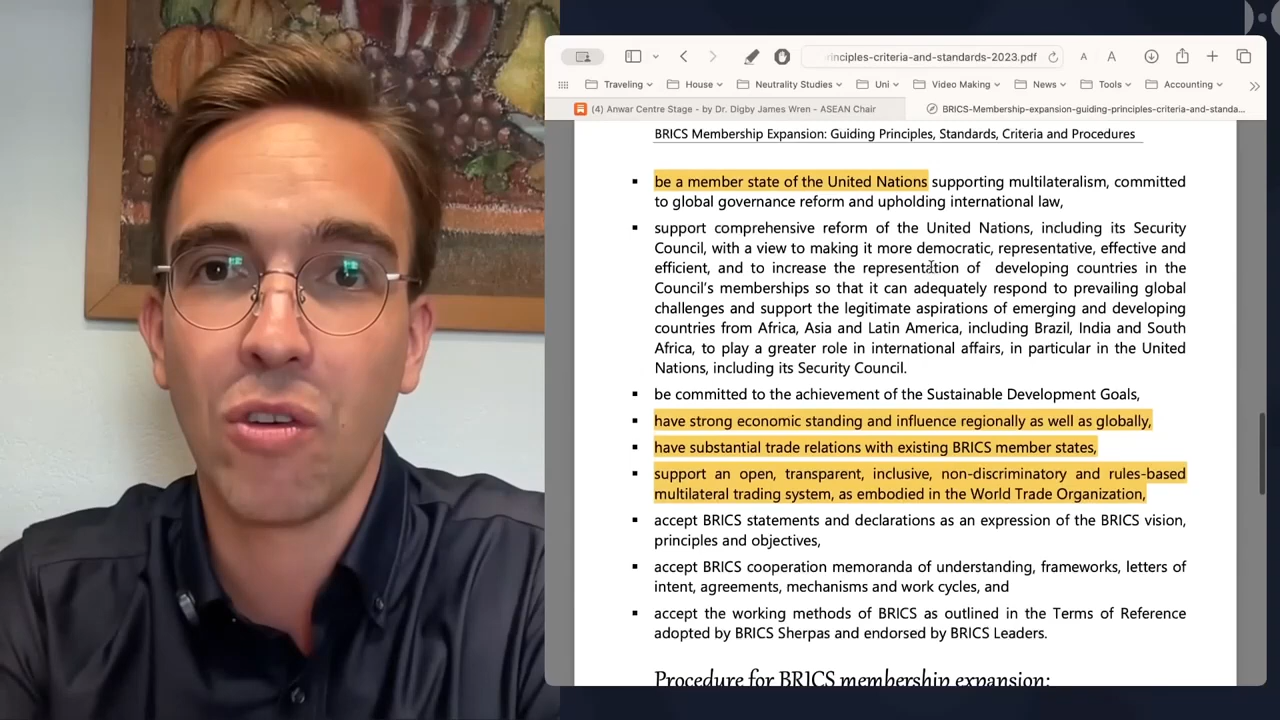 inciples-criteria-and-standards-2023.pdf
A A
Traveling House Neutrality Studies Uni Video Making News Tools Accounting
(4) Anwar Centre Stage - by Dr. Digby James Wren - ASEAN Chair
BRICS-Membership-expansion-guiding-principles-criteria-and-standa...
BRICS Membership Expansion: Guiding Principles, Standards, Criteria and Procedures
▪ be a member state of the United Nations supporting multilateralism, committed
to global governance reform and upholding international law,
▪ support comprehensive reform of the United Nations, including its Security
Council, with a view to making it more democratic, representative, effective and
efficient, and to increase the representation of developing countries in the
Council's memberships so that it can adequately respond to prevailing global
challenges and support the legitimate aspirations of emerging and developing
countries from Africa, Asia and Latin America, including Brazil, India and South
Africa, to play a greater role in international affairs, in particular in the United
Nations, including its Security Council.
▪ be committed to the achievement of the Sustainable Development Goals,
▪ have strong economic standing and influence regionally as well as globally,
▪ have substantial trade relations with existing BRICS member states,
▪ support an open, transparent, inclusive, non-discriminatory and rules-based
multilateral trading system, as embodied in the World Trade Organization,
▪ accept BRICS statements and declarations as an expression of the BRICS vision,
principles and objectives,
▪ accept BRICS cooperation memoranda of understanding, frameworks, letters of
intent, agreements, mechanisms and work cycles, and
▪ accept the working methods of BRICS as outlined in the Terms of Reference
adopted by BRICS Sherpas and endorsed by BRICS Leaders.
Procedure for BRICS membership expansion: